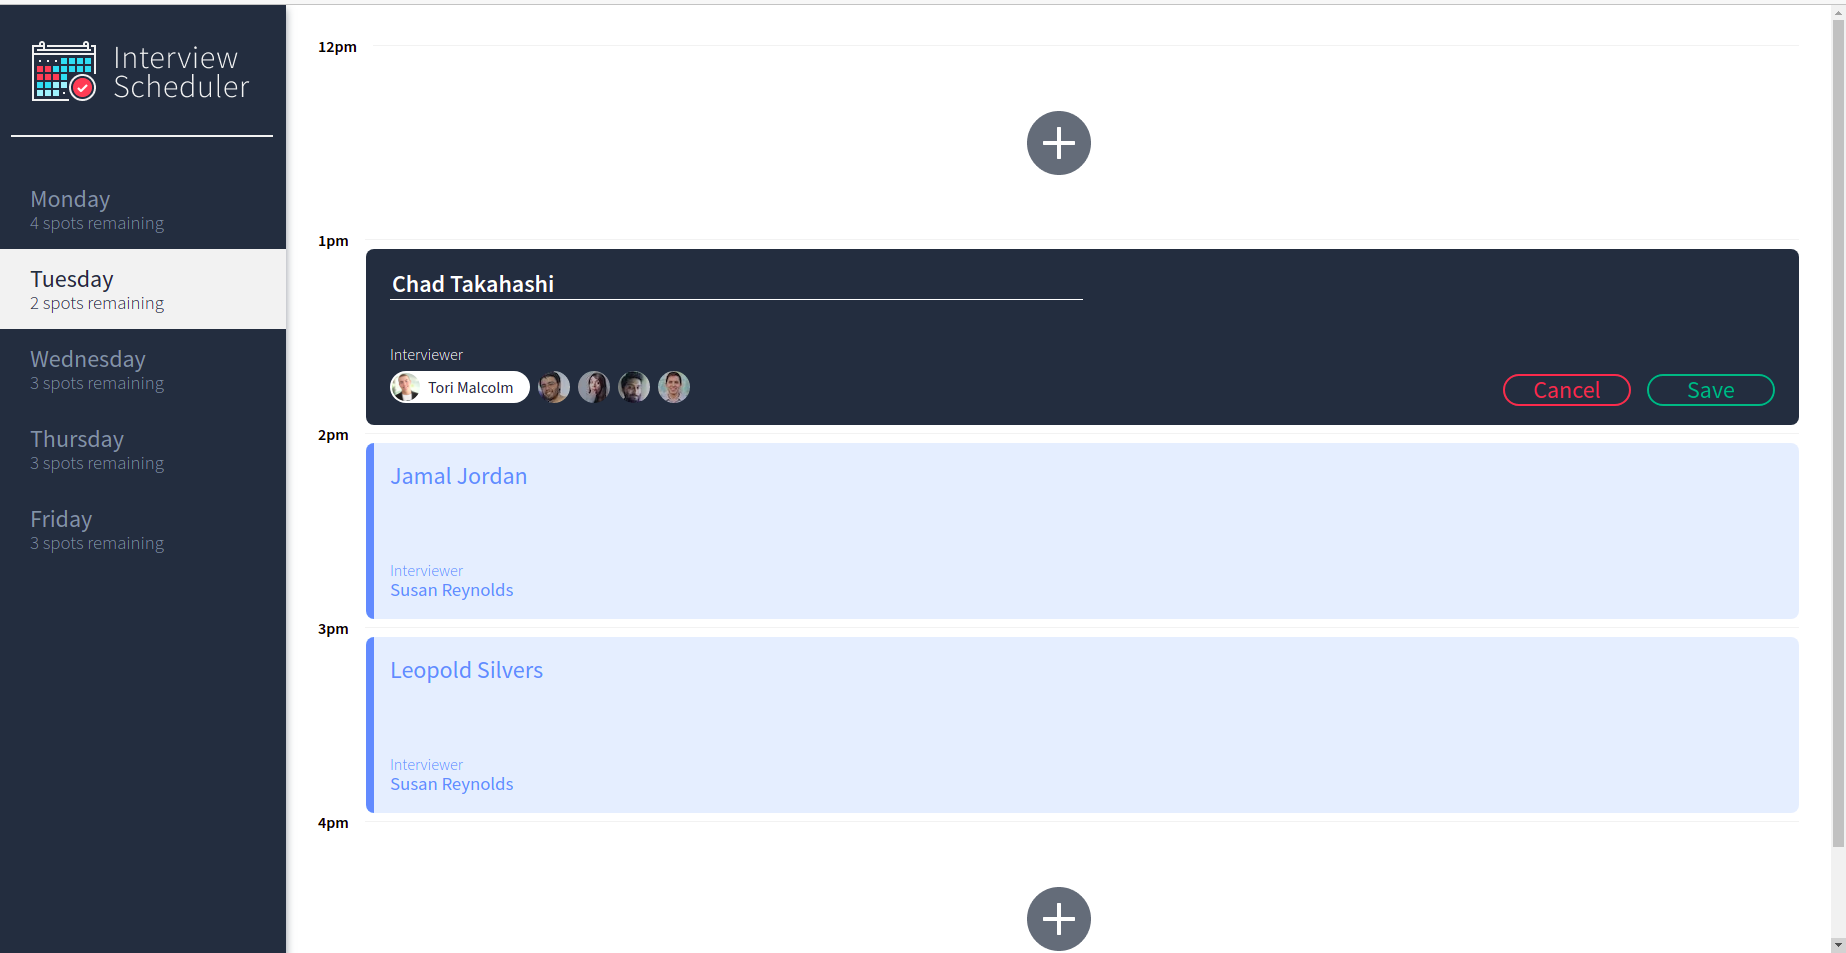 Interview
Scheduler
Monday
4 spots remaining
Tuesday
2 spots remaining
Wednesday
3 spots remaining
Thursday
3 spots remaining
Friday
3 spots remaining
12pm
1pm
Chad Takahashi
Interviewer
Tori Malcolm
Cancel
Save
2pm
Jamal Jordan
Interviewer
Susan Reynolds
3pm
Leopold Silvers
Interviewer
Susan Reynolds
4pm